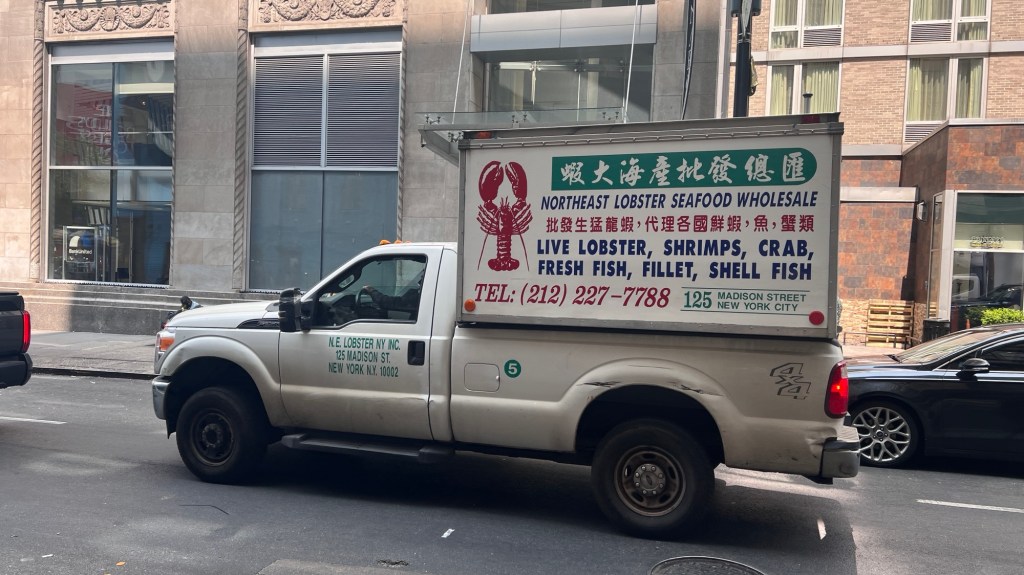 蝦大海產批發總匯
NORTHEAST LOBSTER SEAFOOD WHOLESALE
批發生猛龍蝦，代理各國鮮蝦，魚，蟹類
LIVE LOBSTER, SHRIMPS, CRAB,
FRESH FISH, FILLET, SHELL FISH
TEL: (212) 227-7788
125 MADISON STREET
NEW YORK CITY
N.E. LOBSTER NY INC.
125 MADISON ST.
NEW YORK N.Y. 10002
5
4x4